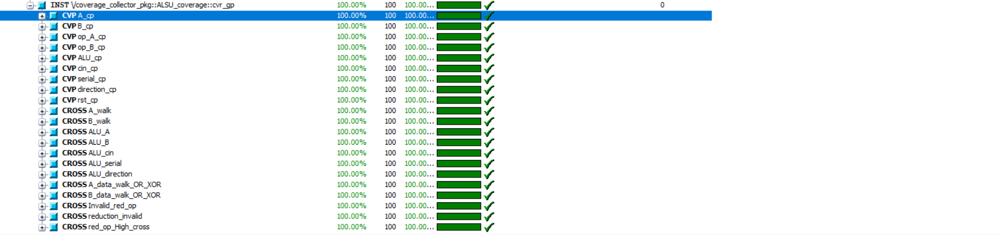 INST \/coverage_collector_pkg::ALSU_coverage::cvr_gp 100.00% 100 100.00... 0
CVP A_cp 100.00% 100 100.00...
CVP B_cp 100.00% 100 100.00...
CVP op_A_cp 100.00% 100 100.00...
CVP op_B_cp 100.00% 100 100.00...
CVP ALU_cp 100.00% 100 100.00...
CVP cin_cp 100.00% 100 100.00...
CVP serial_cp 100.00% 100 100.00...
CVP direction_cp 100.00% 100 100.00...
CVP rst_cp 100.00% 100 100.00...
CROSS A_walk 100.00% 100 100.00...
CROSS B_walk 100.00% 100 100.00...
CROSS ALU_A 100.00% 100 100.00...
CROSS ALU_B 100.00% 100 100.00...
CROSS ALU_cin 100.00% 100 100.00...
CROSS ALU_serial 100.00% 100 100.00...
CROSS ALU_direction 100.00% 100 100.00...
CROSS A_data_walk_OR_XOR 100.00% 100 100.00...
CROSS B_data_walk_OR_XOR 100.00% 100 100.00...
CROSS Invalid_red_op 100.00% 100 100.00...
CROSS reduction_invalid 100.00% 100 100.00...
CROSS red_op_High_cross 100.00% 100 100.00...